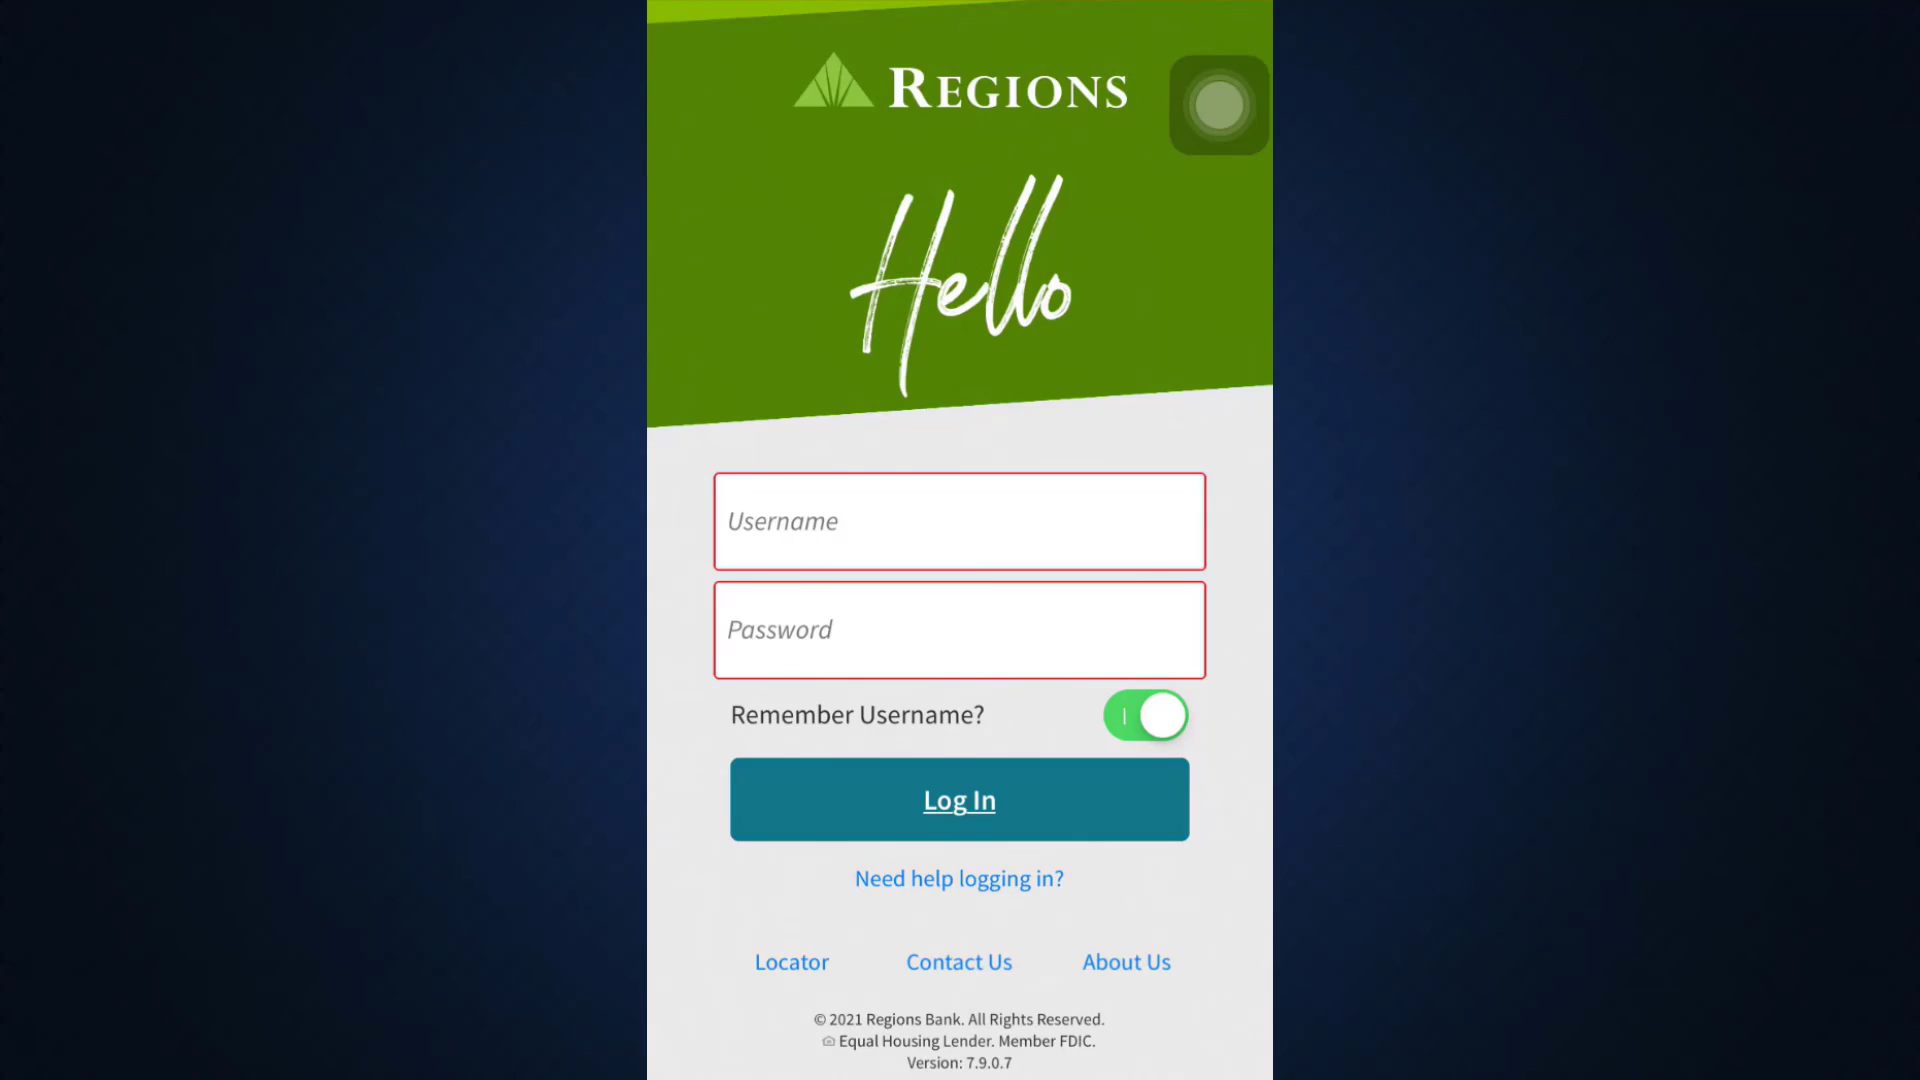 REGIONS
Hello
Username
Password
Remember Username?
Log In
Need help logging in?
Locator Contact Us About Us
© 2021 Regions Bank. All Rights Reserved.
Equal Housing Lender. Member FDIC.
Version: 7.9.0.7